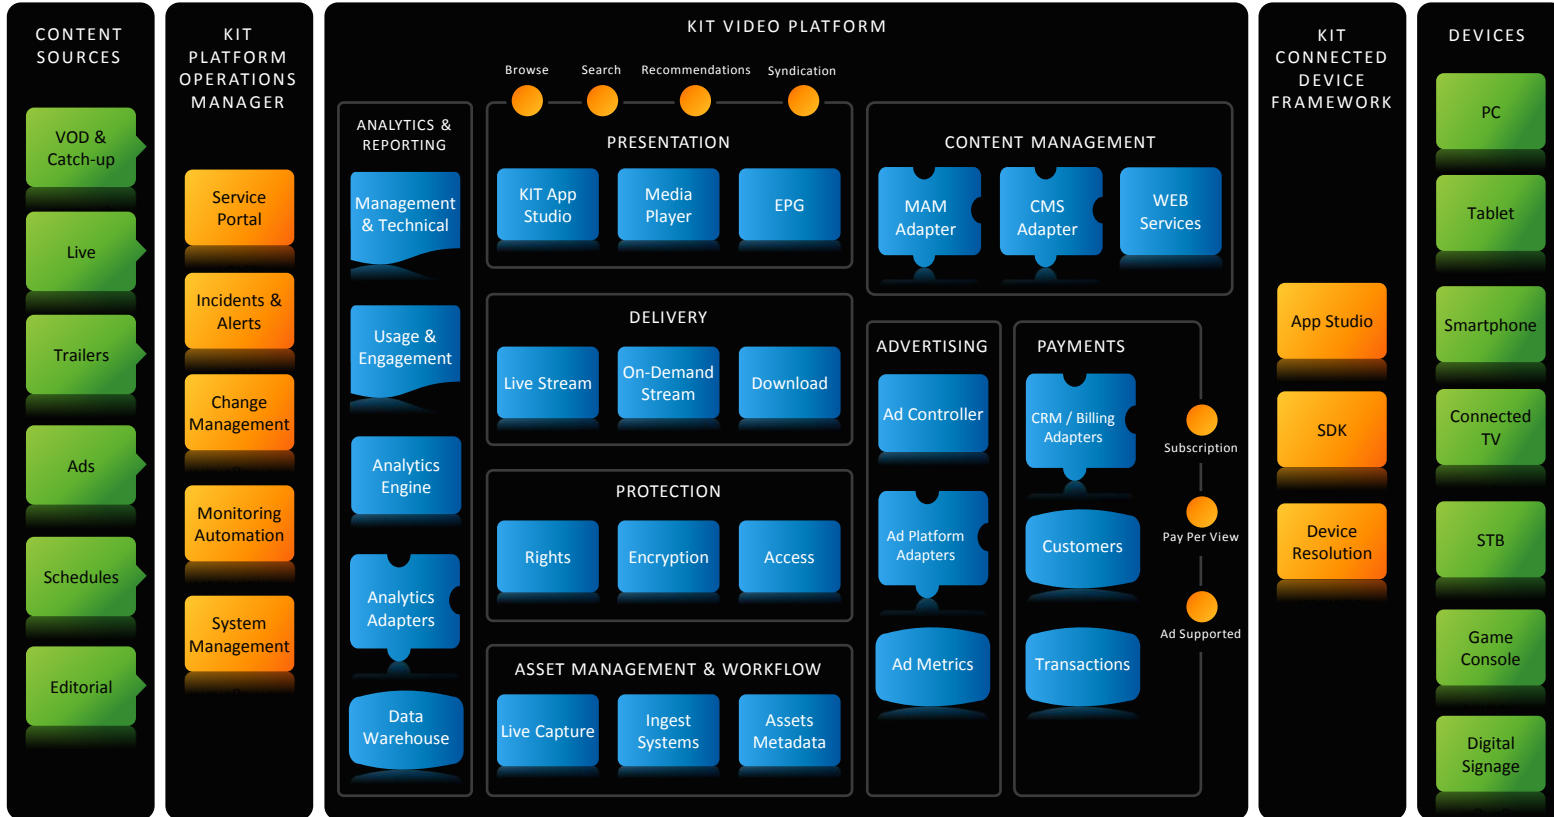 CONTENT
SOURCES
VOD &
Catch-up
Live
Trailers
Ads
Schedules
Editorial
KIT
PLATFORM
OPERATIONS
MANAGER
Service
Portal
Incidents &
Alerts
Change
Management
Monitoring
Automation
System
Management
KIT VIDEO PLATFORM
Browse
Search
Recommendations
Syndication
ANALYTICS &
REPORTING
Management
& Technical
Usage &
Engagement
Analytics
Engine
Analytics
Adapters
Data
Warehouse
PRESENTATION
KIT App
Studio
Media
Player
EPG
DELIVERY
Live Stream
On-Demand
Stream
Download
PROTECTION
Rights
Encryption
Access
ASSET MANAGEMENT & WORKFLOW
Live Capture
Ingest
Systems
Assets
Metadata
CONTENT MANAGEMENT
MAM
Adapter
CMS
Adapter
WEB
Services
ADVERTISING
Ad Controller
Ad Platform
Adapters
Ad Metrics
PAYMENTS
CRM / Billing
Adapters
Customers
Transactions
Subscription
Pay Per View
Ad Supported
KIT
CONNECTED
DEVICE
FRAMEWORK
App Studio
SDK
Device
Resolution
DEVICES
PC
Tablet
Smartphone
Connected
TV
STB
Game
Console
Digital
Signage